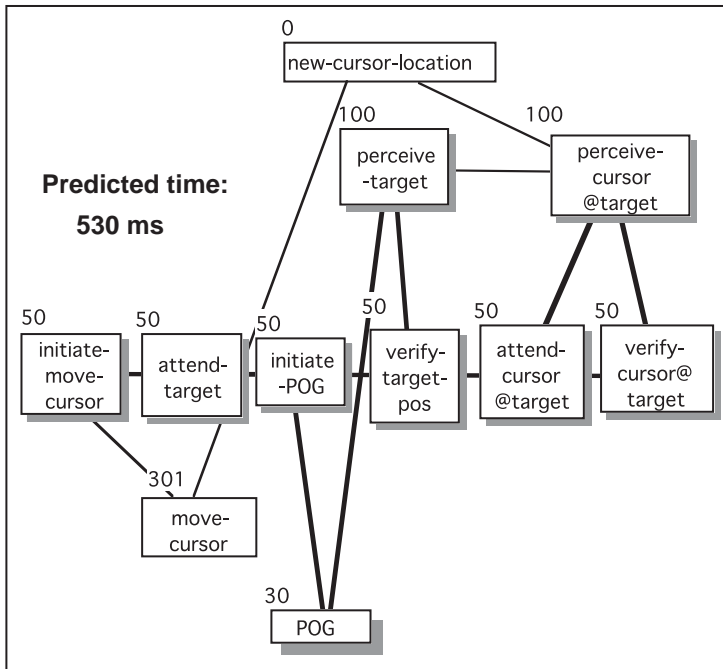 0
new-cursor-location
100
perceive
-target
100
perceive-
cursor
@target
Predicted time:
530 ms
50
initiate-
move-
cursor
50
attend-
target
50
initiate
-POG
50
verify-
target-
pos
50
attend-
cursor
@target
50
verify-
cursor@
target
301
move-
cursor
30
POG